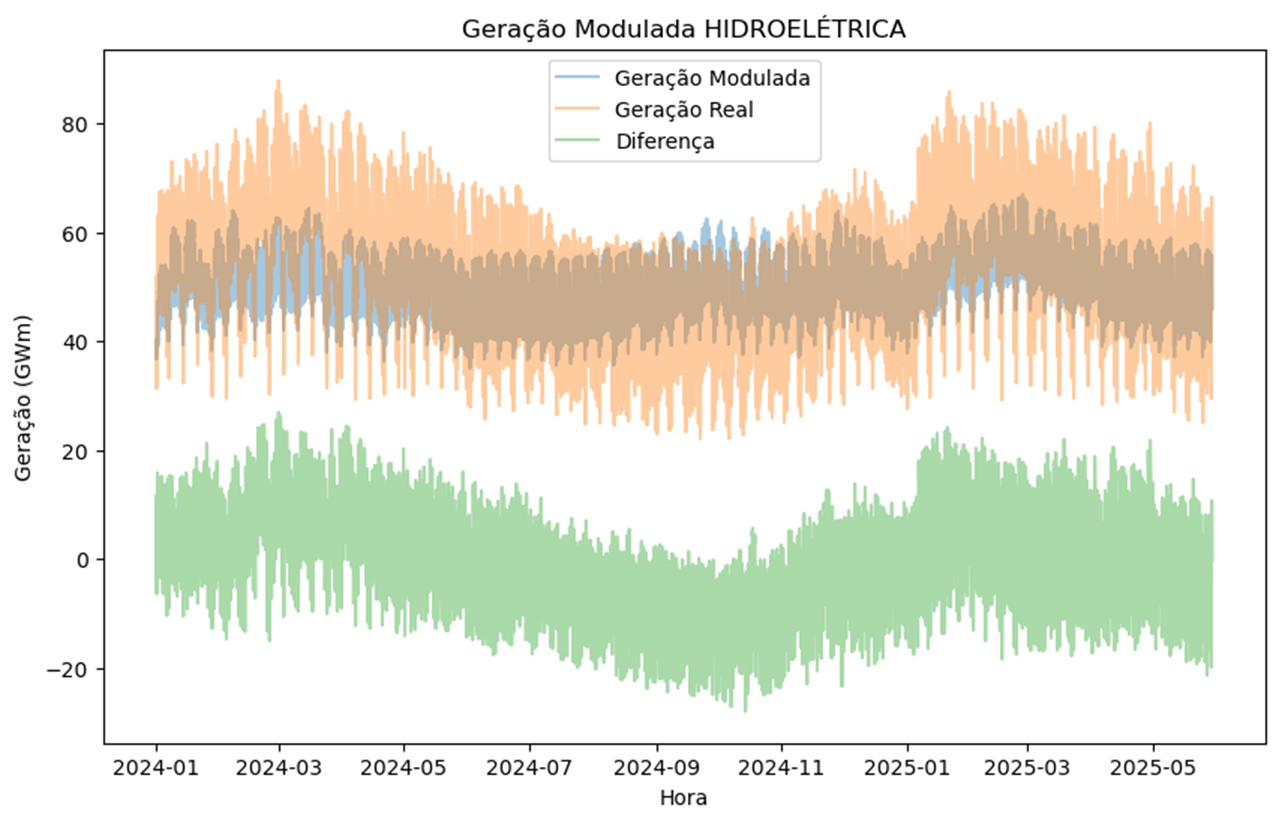 Geração Modulada HIDROELÉTRICA
Geração Modulada
Geração Real
Diferença
Geração (GWm)
80
60
40
20
0
−20
2024-01 2024-03 2024-05 2024-07 2024-09 2024-11 2025-01 2025-03 2025-05
Hora